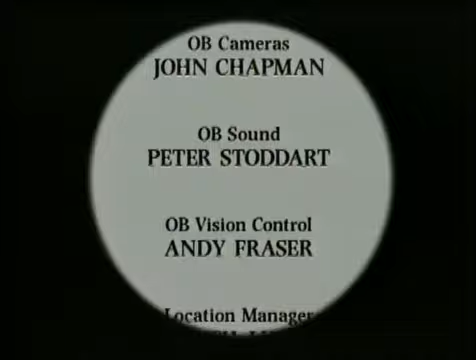 OB Cameras
JOHN CHAPMAN
OB Sound
PETER STODDART
OB Vision Control
ANDY FRASER
Location Manager